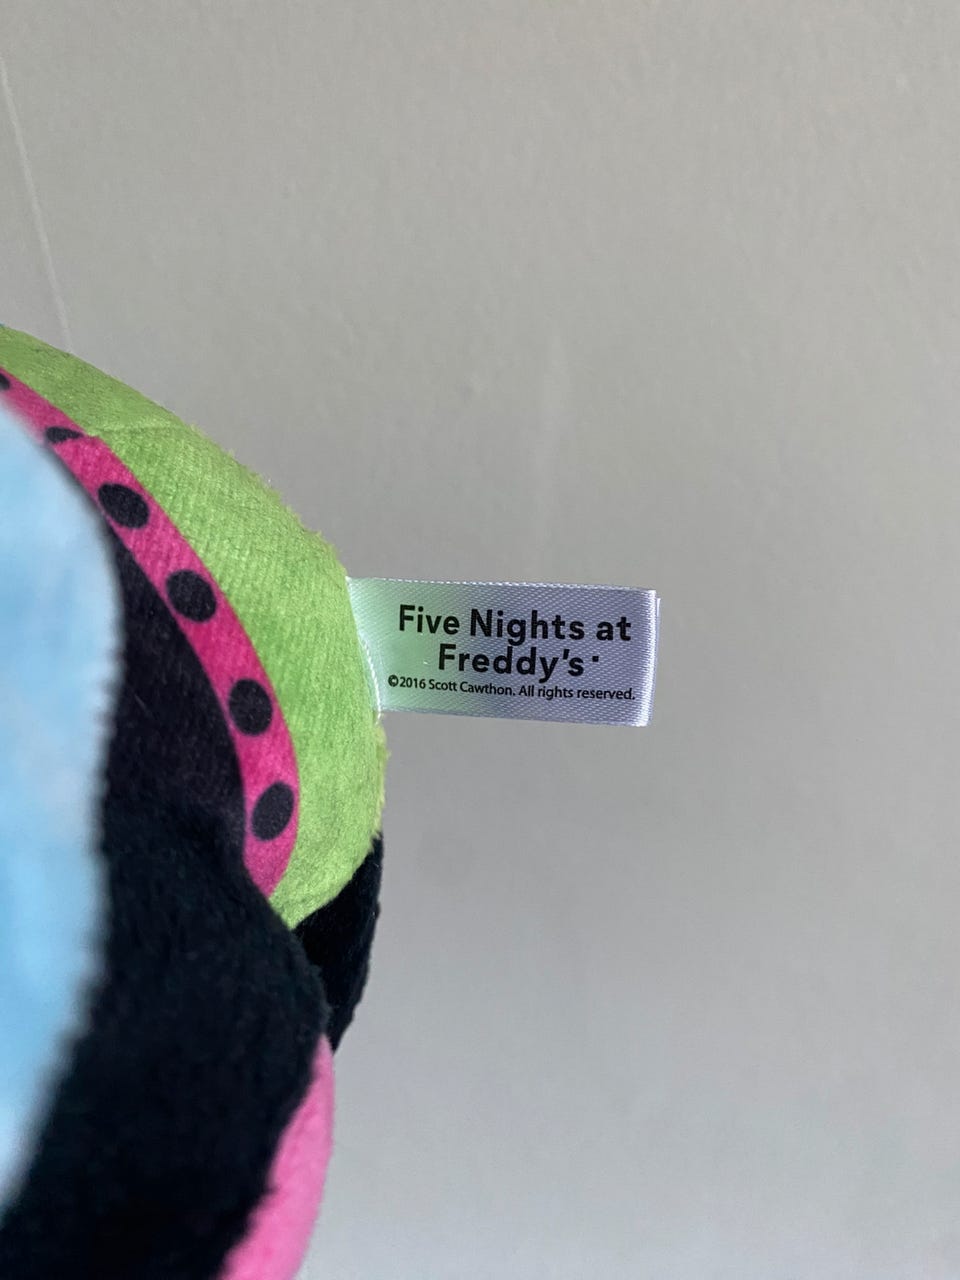 Five Nights at
Freddy's·
©2016 Scott Cawthon. All rights reserved.